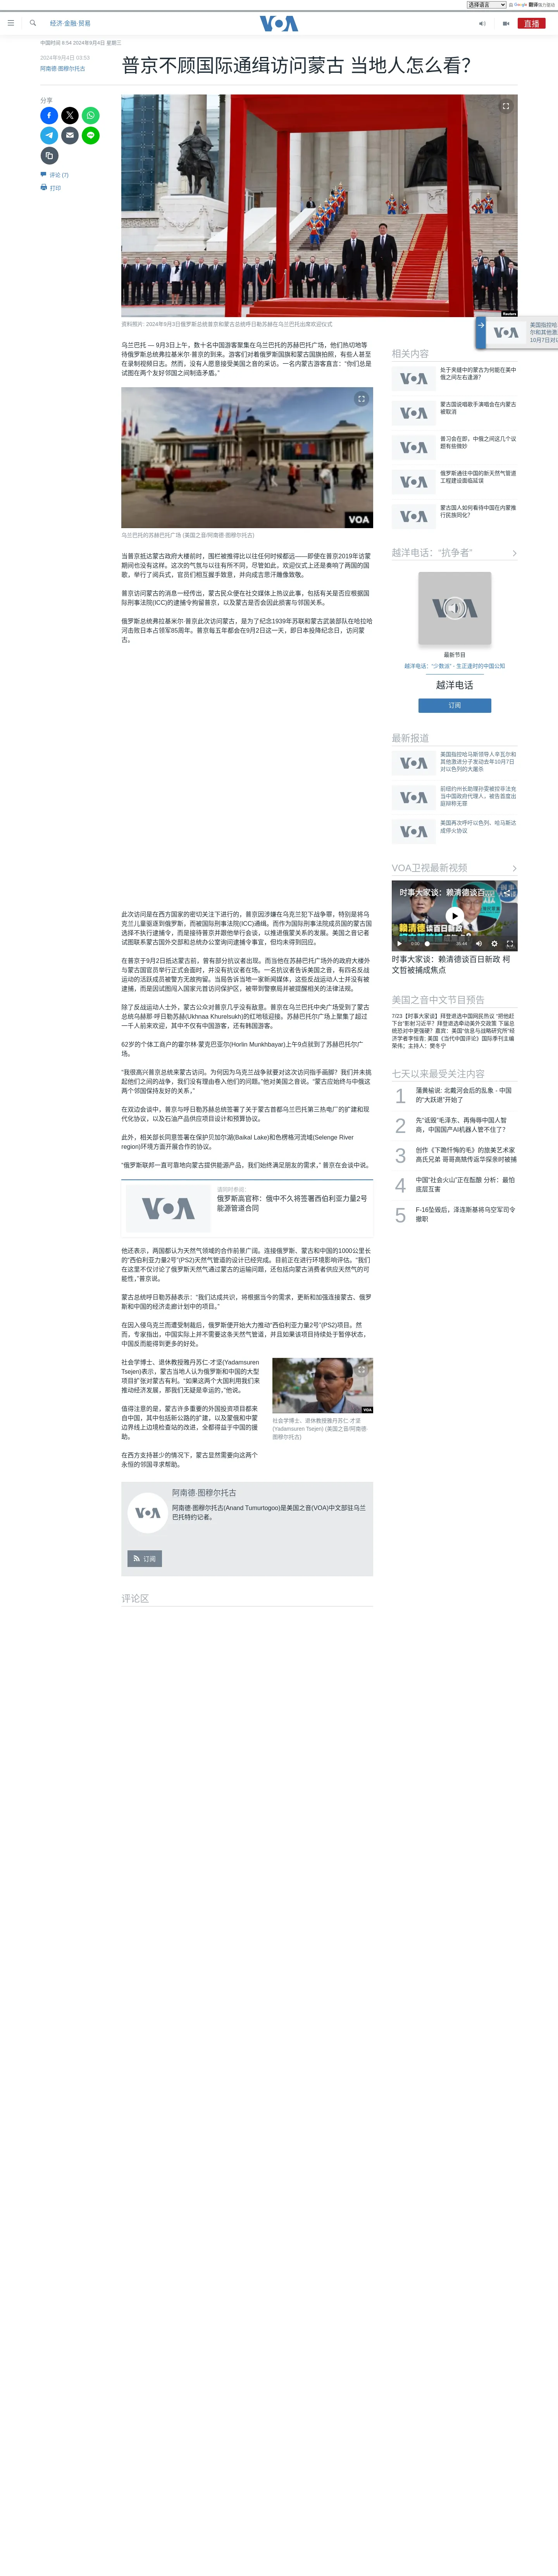 选择语言
由 Google 翻译强力驱动
经济·金融·贸易
VOA
直播
中国时间 9:54 2024年9月4日 星期三
2024年9月4日 03:53
阿南德·图穆尔托古
普京不顾国际通缉访问蒙古 当地人怎么看？
分享
评论 (7)
打印
Reuters
资料照片: 2024年9月3日俄罗斯总统普京和蒙古总统呼日勒苏赫在乌兰巴托出席欢迎仪式
乌兰巴托 — 9月3日上午，数十名中国游客聚集在乌兰巴托的苏赫巴托广场，他们热切地等
待俄罗斯总统弗拉基米尔·普京的到来。游客们对着俄罗斯国旗和蒙古国旗拍照，有些人甚至
在录制视频日志。然而，没有人愿意接受美国之音的采访。一名内蒙古游客直言：“你们总是
试图在两个友好邻国之间制造矛盾。”
VOA
乌兰巴托的苏赫巴托广场 (美国之音/阿南德·图穆尔托古)
当普京抵达蒙古政府大楼前时，围栏被推得比以往任何时候都远——即使在普京2019年访蒙
期间也没有这样。这次的气氛与以往有所不同，尽管如此，欢迎仪式上还是奏响了两国的国
歌，举行了阅兵式，官员们相互握手致意，并向成吉思汗雕像致敬。
普京访问蒙古的消息一经传出，蒙古民众便在社交媒体上热议此事，包括有关是否应根据国
际刑事法院(ICC)的逮捕令拘留普京，以及蒙古是否会因此损害与邻国关系。
俄罗斯总统弗拉基米尔·普京此次访问蒙古，是为了纪念1939年苏联和蒙古武装部队在哈拉哈
河击败日本占领军85周年。普京每五年都会在9月2日这一天，即日本投降纪念日，访问蒙
古。
此次访问是在西方国家的密切关注下进行的，普京因涉嫌在乌克兰犯下战争罪，特别是将乌
克兰儿童驱逐到俄罗斯，而被国际刑事法院(ICC)通缉。而作为国际刑事法院成员国的蒙古国
选择不执行逮捕令，而是接待普京并跟他举行会谈，以推进俄蒙关系的发展。美国之音记者
试图联系蒙古国外交部和总统办公室询问逮捕令事宜，但均未得到回应。
在普京于9月2日抵达蒙古前，曾有部分抗议者出现。而当他在苏赫巴托广场外的政府大楼外
与蒙古国官员举行正式会面时，并没有抗议者在场。一名抗议者告诉美国之音，有四名反战
运动的活跃成员被警方施压取消反战运动。当局还警告他们，这些反战运动人士并没有被
逮捕，而是因试图闯入国家元首访问保护区，被带到警察局并被提醒相关的法律与法规。
除了反战运动人士外，蒙古公众对普京几乎没有敌意。普京在乌兰巴托中央广场受到了蒙古
总统乌赫那·呼日勒苏赫(Ukhnaa Khurelsukh)的红地毯迎接。苏赫巴托尔广场上聚集了超过
一千人前来欢迎，其中不仅有中国游客，还有韩国游客。
62岁的个体工商户的霍尔林·蒙克巴亚尔(Horlin Munkhbayar)上午9点就到了苏赫巴托尔广
场。
“我很高兴普京总统来蒙古访问。为何因为乌克兰战争就要对这次访问指手画脚？我们并未挑
起他们之间的战争，我们没有理由卷入他们的问题。”他对美国之音说。“蒙古应始终与中俄这
两个邻国保持友好的关系，”
在双边会谈中，普京与呼日勒苏赫总统签署了关于蒙古首都乌兰巴托第三热电厂的扩建和现
代化协议，以及石油产品供应项目设计和预算协议。
此外，相关部长同意签署在保护贝加尔湖(Baikal Lake)和色楞格河流域(Selenge River
region)环境方面开展合作的协议。
“俄罗斯联邦一直可靠地向蒙古提供能源产品，我们始终满足朋友的需求，” 普京在会谈中说。
请同时参阅：
俄罗斯高官称：俄中不久将签署西伯利亚力量2号
能源管道合同
他还表示，两国都认为天然气领域的合作前景广阔。连接俄罗斯、蒙古和中国的1000公里长
的“西伯利亚力量2号”(PS2)天然气管道的设计已经完成。目前正在进行环境影响评估。“我们在
这里不仅讨论了俄罗斯天然气通过蒙古的运输问题，还包括向蒙古消费者供应天然气的可
能性，”普京说。
蒙古总统呼日勒苏赫表示：“我们达成共识，将根据当今的需求，更新和加强连接蒙古、俄罗
斯和中国的经济走廊计划中的项目。”
在因入侵乌克兰而遭受制裁后，俄罗斯便开始大力推动“西伯利亚力量2号”(PS2)项目。然
而，专家指出，中国实际上并不需要这条天然气管道，并且如果该项目持续处于暂停状态，
中国反而能得到更多的好处。
社会学博士、退休教授雅丹苏仁·才坚(Yadamsuren
Tsejen)表示，蒙古当地人认为俄罗斯和中国的大型
项目扩张对蒙古有利。“如果这两个大国利用我们来
推动经济发展，那我们无疑是幸运的，”他说。
值得注意的是，蒙古许多重要的外国投资项目都来
自中国，其中包括新公路的扩建，以及蒙俄和中蒙
边界线上边境检查站的改进，全都得益于中国的援
助。
在西方支持甚少的情况下，蒙古显然需要向这两个
永恒的邻国寻求帮助。
VOA
社会学博士、退休教授雅丹苏仁·才坚
(Yadamsuren Tsejen) (美国之音/阿南德·
图穆尔托古)
阿南德·图穆尔托古
阿南德·图穆尔托古(Anand Tumurtogoo)是美国之音(VOA)中文部驻乌兰
巴托特约记者。
订阅
评论区
相关内容
处于夹缝中的蒙古为何能在美中
俄之间左右逢源?
蒙古国说唱歌手演唱会在内蒙古
被取消
普习会在即，中俄之间这几个议
题有些微妙
俄罗斯通往中国的新天然气管道
工程建设面临延误
蒙古国人如何看待中国在内蒙推
行民族同化?
越洋电话：“抗争者”
最新节目
越洋电话：“少数派” - 生正逢时的中国公知
越洋电话
订阅
最新报道
美国指控哈马斯领导人辛瓦尔和
其他激进分子发动去年10月7日
对以色列的大屠杀
前纽约州长助理孙雯被控非法充
当中国政府代理人，被告首度出
庭辩称无罪
美国再次呼吁以色列、哈马斯达
成停火协议
VOA卫视最新视频
时事大家谈：赖清德谈百…
0:00
35:44
时事大家谈：赖清德谈百日新政 柯
文哲被捕成焦点
美国之音中文节目预告
7/23【时事大家谈】拜登退选中国网民热议 “把他赶
下台”影射习近平？拜登退选牵动美外交政策 下届总
统恐对中更强硬？嘉宾：美国“信息与战略研究所”经
济学者李恒青; 美国《当代中国评论》国际季刊主编
荣伟；主持人：樊冬宁
七天以来最受关注内容
1
蒲黄榆说: 北戴河会后的乱象 - 中国
的“大跃退”开始了
2
先“诋毁”毛泽东、再侮辱中国人智
商，中国国产AI机器人管不住了?
3
创作《下跪忏悔的毛》的旅美艺术家
高氏兄弟 哥哥高兟传返华探亲时被捕
4
中国“社会火山”正在酝酿 分析：最怕
底层互害
5
F-16坠毁后，泽连斯基将乌空军司令
撤职